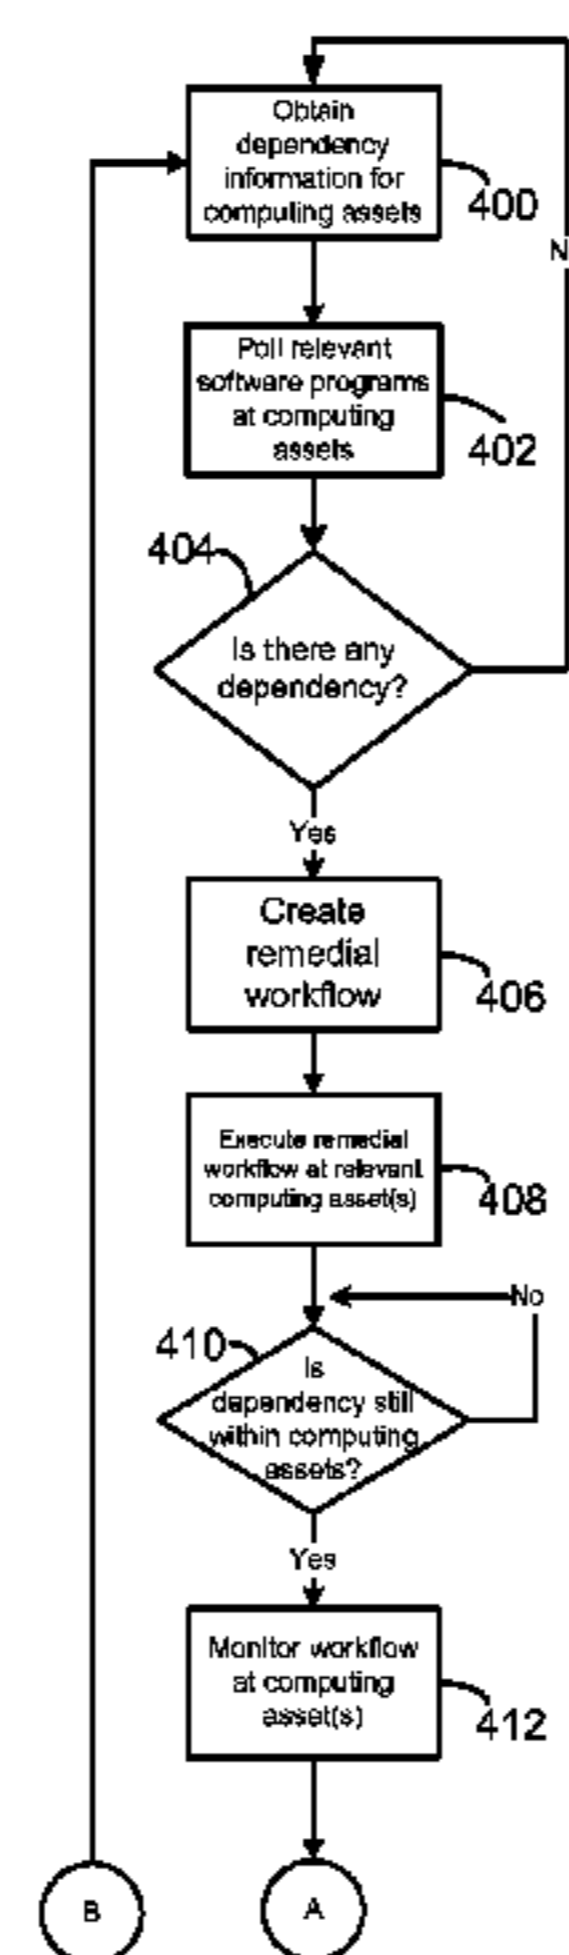 Obtain
dependency
information for
computing assets
400
N
Poll relevant
software programs
at computing
assets
402
404
Is there any
dependency?
Yes
Create
remedial
workflow
406
Execute remedial
workflow at relevant
computing asset(s)
408
No
410
Is
dependency still
within computing
assets?
Yes
Monitor workflow
at computing
asset(s)
412
B
A